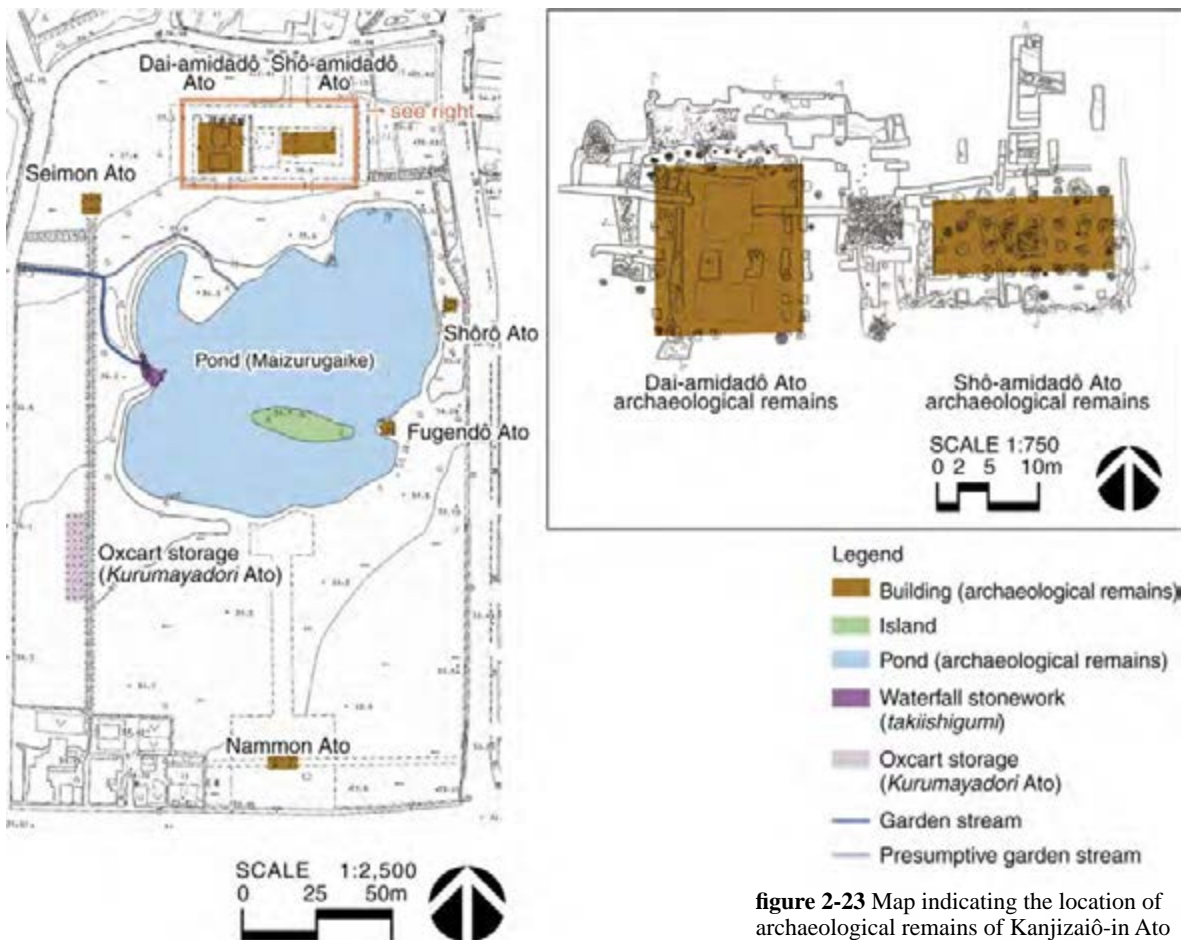 Dai-amidadô Shô-amidadô
Ato Ato
see right
Seimon Ato
Shôrô Ato
Pond (Maizurugaike)
Fugendô Ato
Oxcart storage
(Kurumayadori Ato)
Nammon Ato
SCALE 1:2,500
0 25 50m
Dai-amidadô Ato
archaeological remains
Shô-amidadô Ato
archaeological remains
SCALE 1:750
0 2 5 10m
Legend
Building (archaeological remains)
Island
Pond (archaeological remains)
Waterfall stonework
(takiishigumi)
Oxcart storage
(Kurumayadori Ato)
Garden stream
Presumptive garden stream
figure 2-23 Map indicating the location of
archaeological remains of Kanjizaiô-in Ato